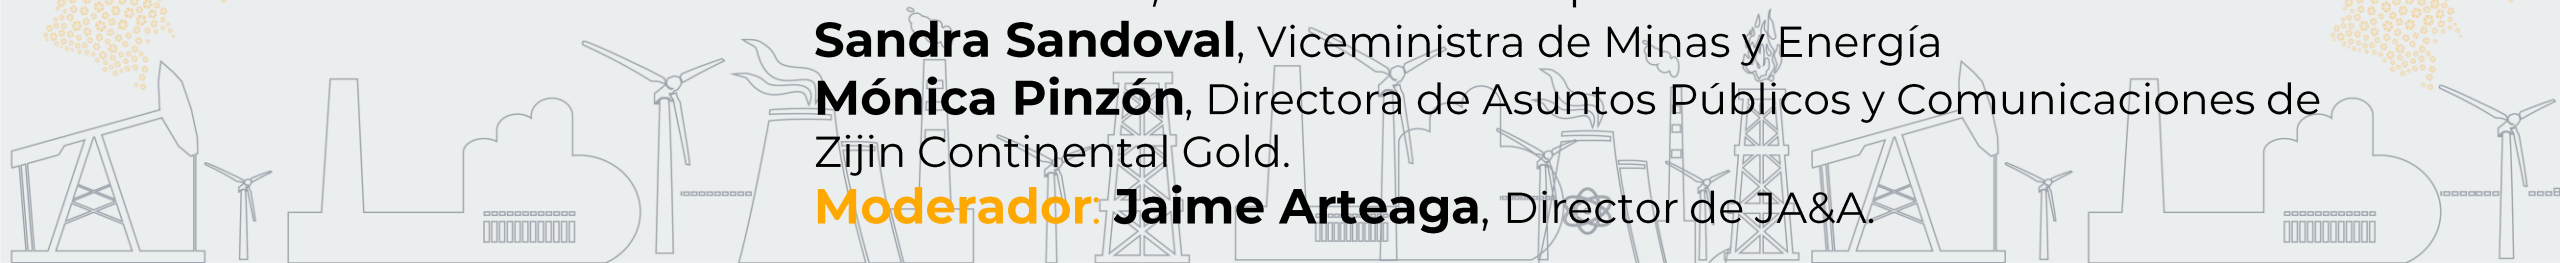 Sandra Sandoval, Viceministra de Minas y Energía
Mónica Pinzón, Directora de Asuntos Públicos y Comunicaciones de
Zijin Continental Gold.
Moderador: Jaime Arteaga, Director de JA&A.